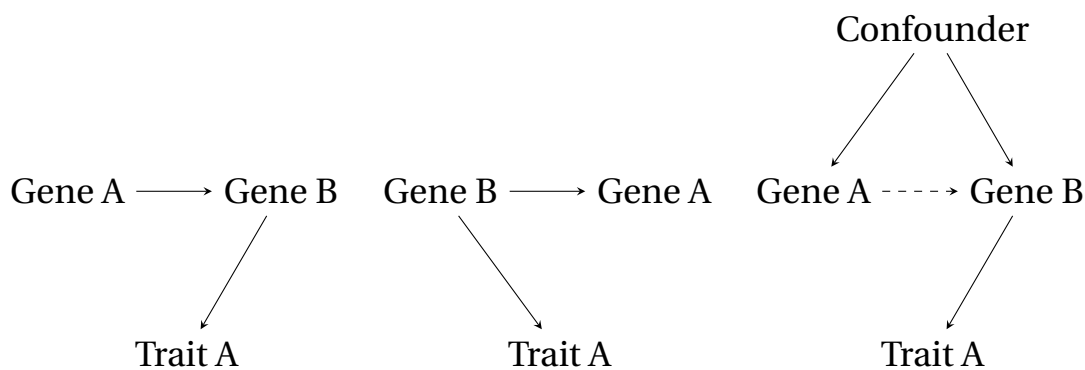 Confounder
Gene A Gene B Gene B Gene A Gene A Gene B
Trait A Trait A Trait A